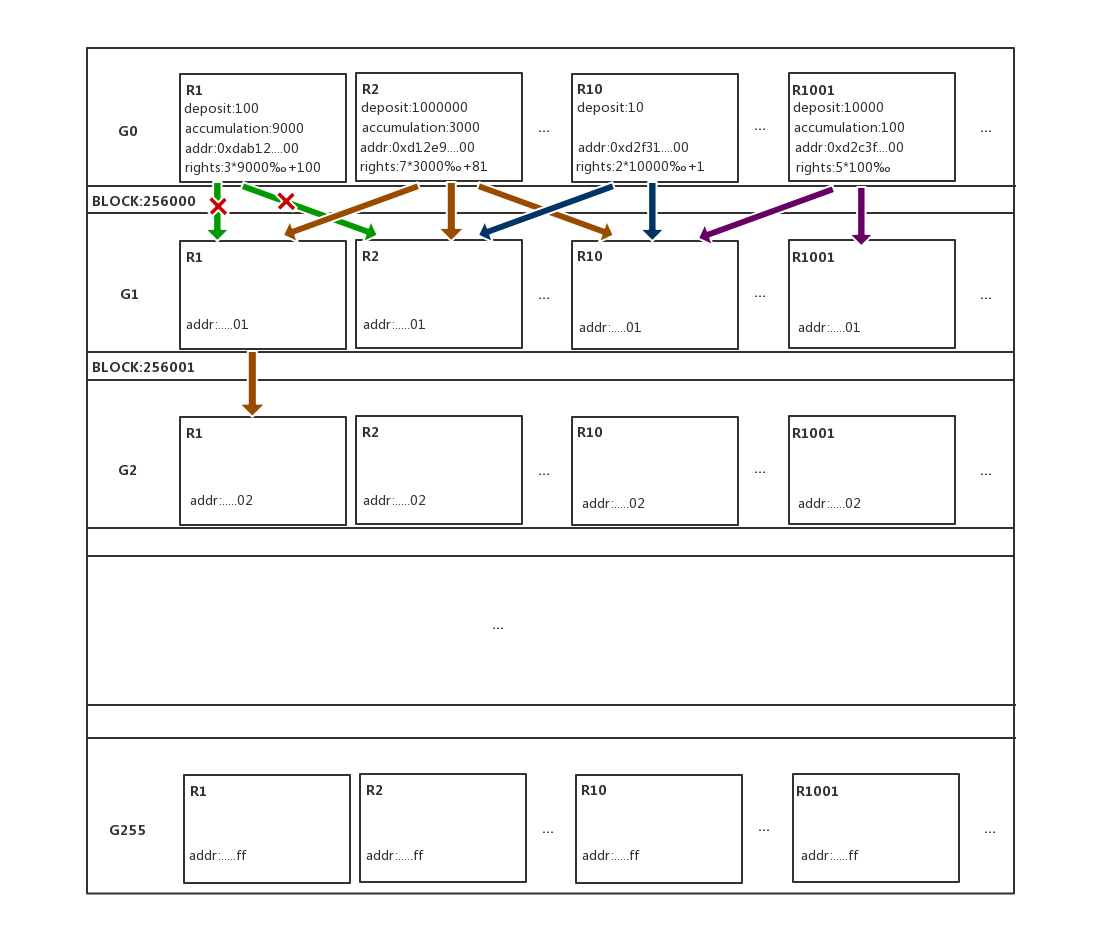 R1
deposit:100
accumulation:9000
addr:0xdab12....00
rights:3*9000‰+100
R2
deposit:1000000
accumulation:3000
addr:0xd12e9....00
rights:7*3000‰+81
...
R10
deposit:10
addr:0xd2f31....00
rights:2*10000‰+1
...
R1001
deposit:10000
accumulation:100
addr:0xd2c3f....00
rights:5*100‰
...
G0
BLOCK:256000
G1
R1
addr:.....01
R2
addr:.....01
...
R10
addr:.....01
...
R1001
addr:.....01
...
BLOCK:256001
G2
R1
addr:.....02
R2
addr:.....02
...
R10
addr:.....02
...
R1001
addr:.....02
...
...
G255
R1
addr:.....ff
R2
addr:.....ff
...
R10
addr:.....ff
...
R1001
addr:.....ff
...